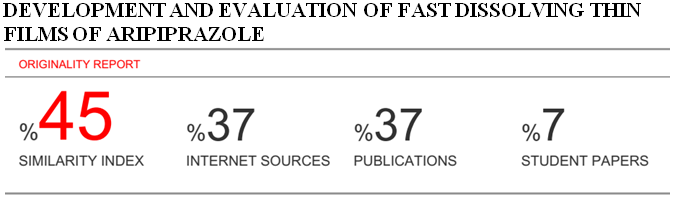 DEVELOPMENT AND EVALUATION OF FAST DISSOLVING THIN
FILMS OF ARIPIPRAZOLE
ORIGINALITY REPORT
%45 %37 %37 %7
SIMILARITY INDEX INTERNET SOURCES PUBLICATIONS STUDENT PAPERS